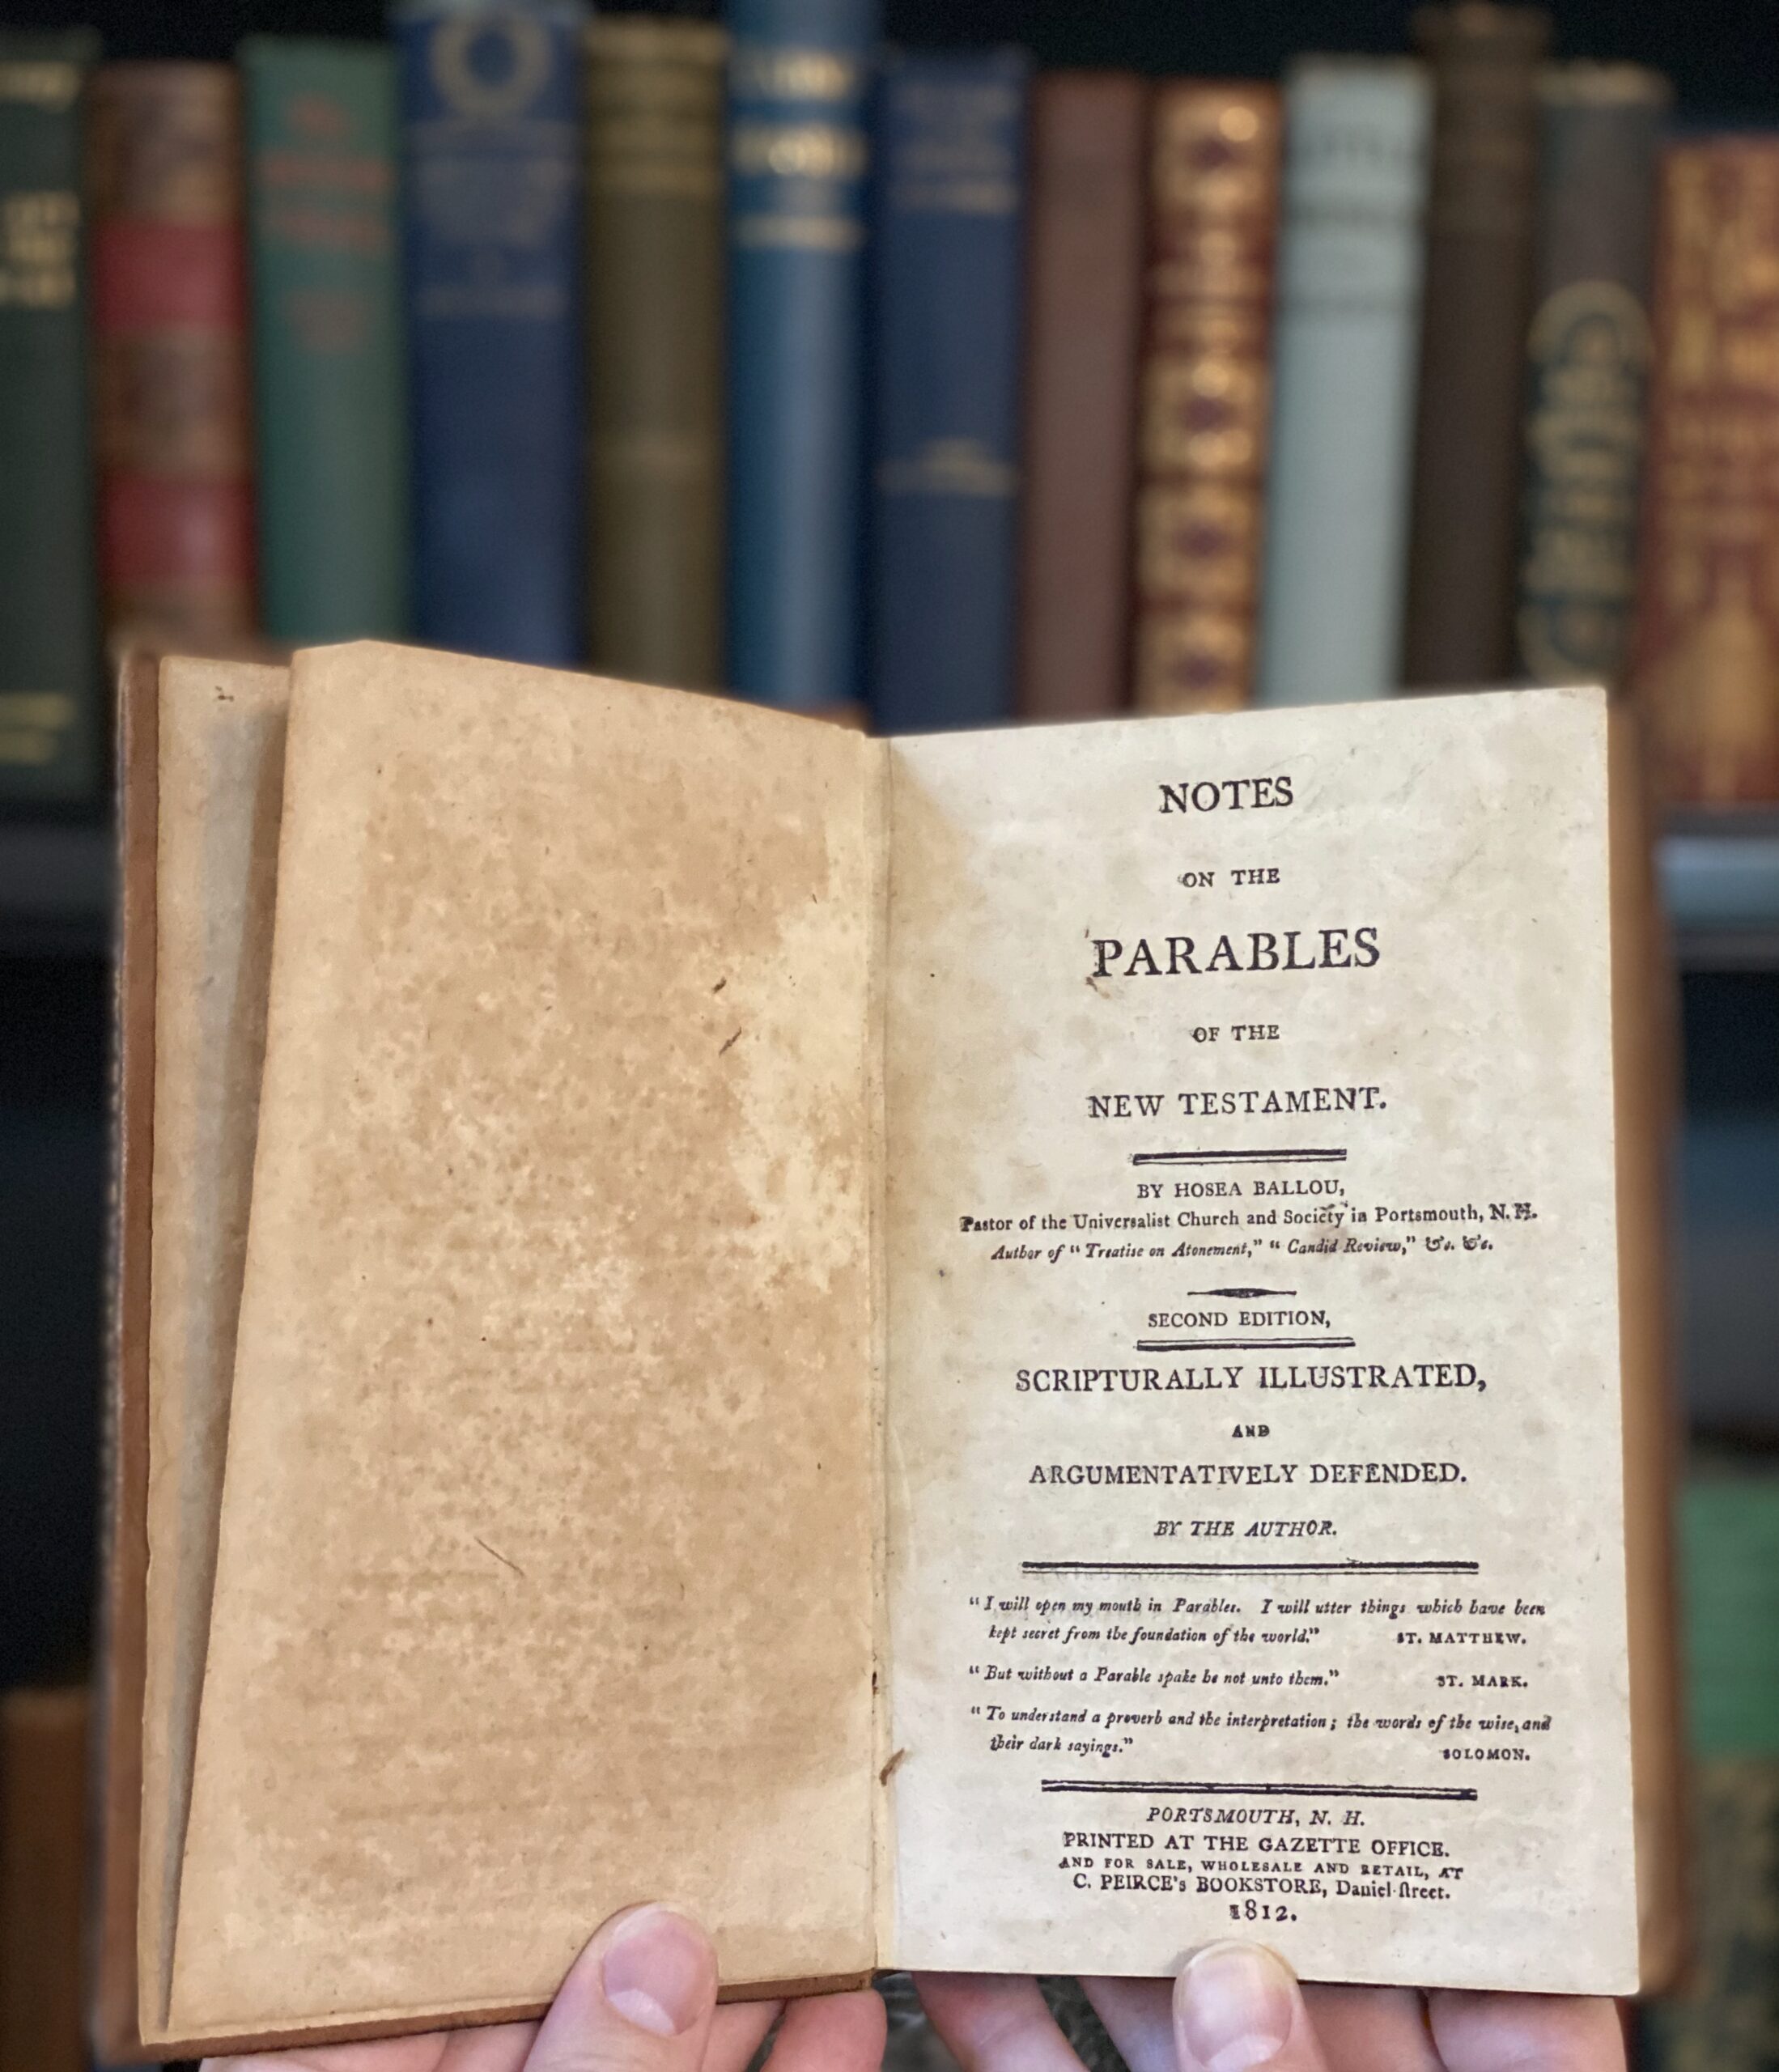 NOTES
ON THE
PARABLES
OF THE
NEW TESTAMENT.
BY HOSEA BALLOU,
Pastor of the Universalist Church and Society in Portsmouth, N. H.
Author of "Treatise on Atonement," "Candid Review," &c. &c.
SECOND EDITION,
SCRIPTURALLY ILLUSTRATED,
AND
ARGUMENTATIVELY DEFENDED.
BY THE AUTHOR.
"I will open my mouth in Parables. I will utter things which have been
kept secret from the foundation of the world." ST. MATTHEW.
"But without a Parable spake he not unto them." ST. MARK.
"To understand a proverb and the interpretation; the words of the wise, and
their dark sayings." SOLOMON.
PORTSMOUTH, N. H.
PRINTED AT THE GAZETTE OFFICE.
AND FOR SALE, WHOLESALE AND RETAIL, AT
C. PEIRCE's BOOKSTORE, Daniel-ſtreet.
1812.